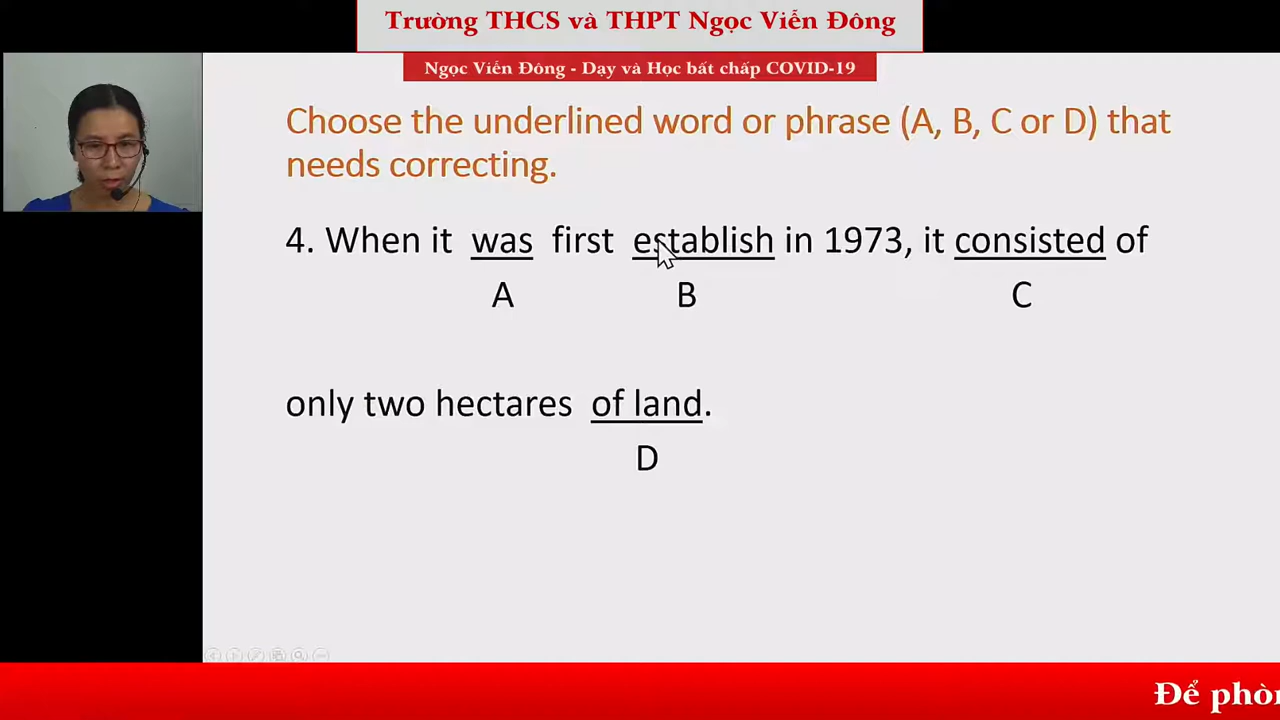 Trường THCS và THPT Ngọc Viễn Đông
Ngọc Viễn Đông - Dạy và Học bất chấp COVID-19
Choose the underlined word or phrase (A, B, C or D) that
needs correcting.
4. When it was first establish in 1973, it consisted of
A B C
only two hectares of land.
D
Để phòn